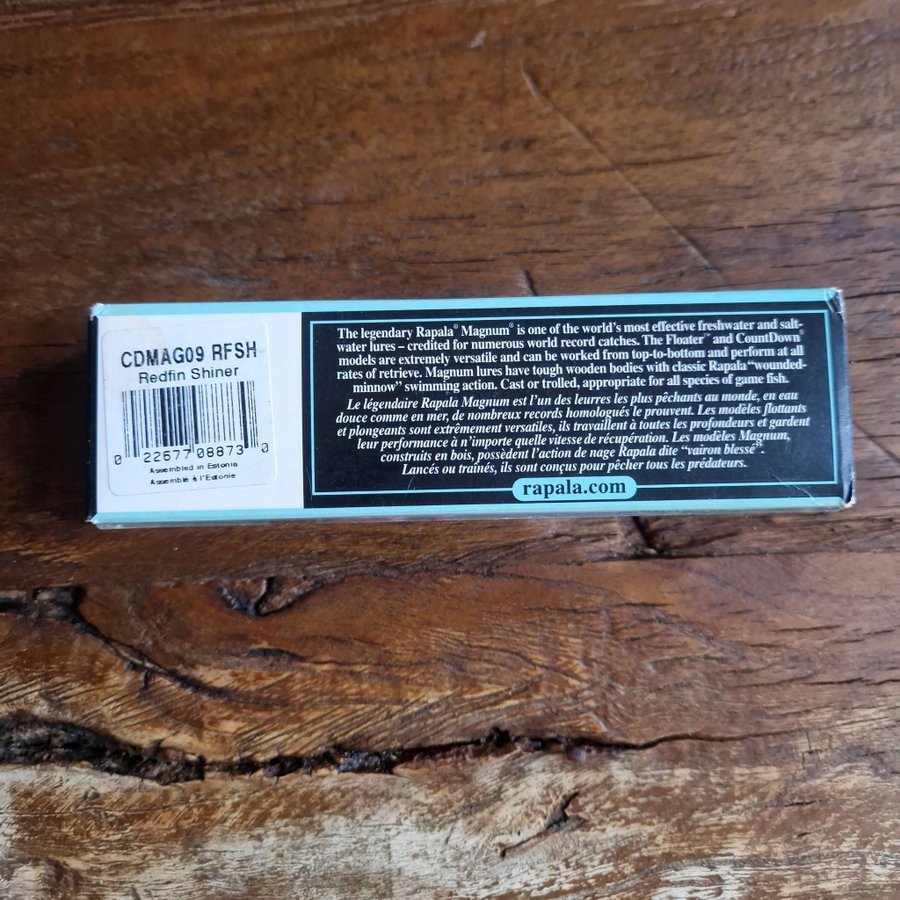 CDMAG09 RFSH
Redfin Shiner
0 22677 08873 0
Assembled in Estonia
Assemblé à l'Estonie
The legendary Rapala® Magnum® is one of the world's most effective freshwater and salt-
water lures – credited for numerous world record catches. The Floater™ and CountDown®
models are extremely versatile and can be worked from top-to-bottom and perform at all
rates of retrieve. Magnum lures have tough wooden bodies with classic Rapala "wounded-
minnow" swimming action. Cast or trolled, appropriate for all species of game fish.
Le légendaire Rapala Magnum est l'un des leurres les plus pêchants au monde, en eau
douce comme en mer, de nombreux records homologués le prouvent. Les modèles flottants
et plongeants sont extrêmement versatiles, ils travaillent à toutes les profondeurs et gardent
leur performance à n'importe quelle vitesse de récupération. Les modèles Magnum,
construits en bois, possèdent l'action de nage Rapala dite "vairon blessé".
Lancés ou traînés, ils sont conçus pour pêcher tous les prédateurs.
rapala.com